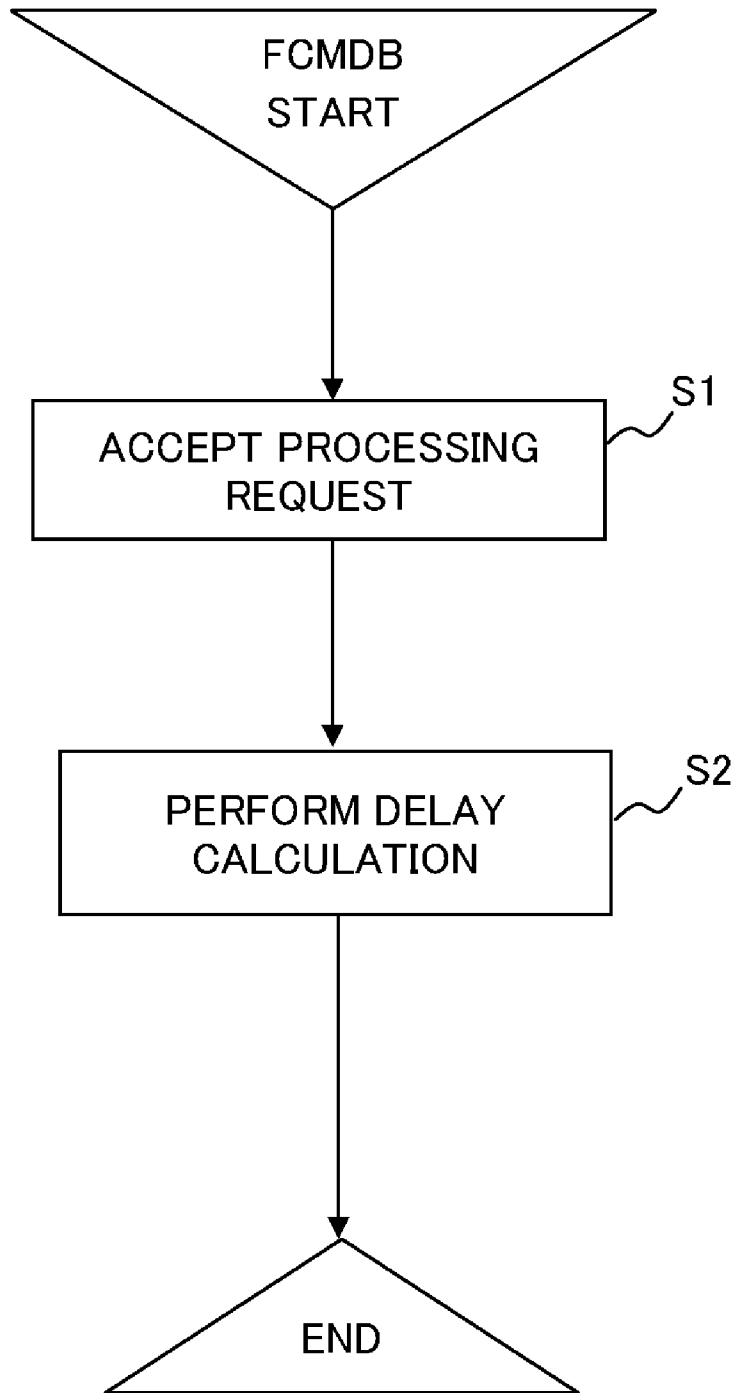 FCMDB
START
S1
ACCEPT PROCESSING
REQUEST
S2
PERFORM DELAY
CALCULATION
END